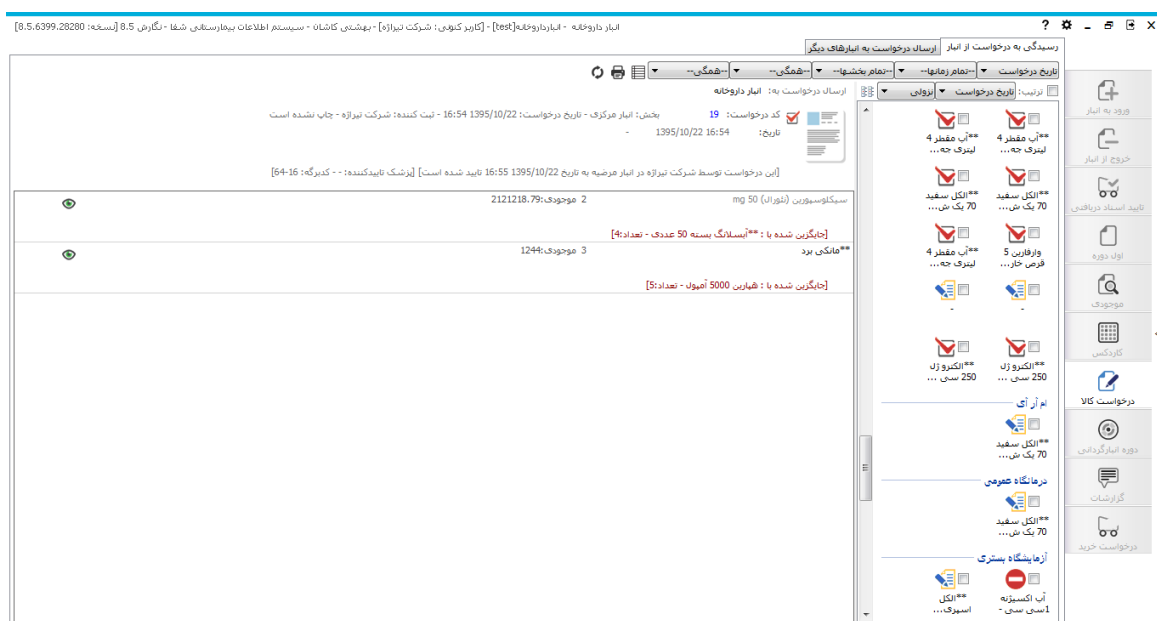 انبار داروخانه - انبارداروخانه[test] - [کاربر کنونی: شرکت تیراژه] - بهشتی کاشان - سیستم اطلاعات بیمارستانی شفا - نگارش 8.5 [نسخه: 8.5.6399.28280]
رسیدگی به درخواست از انبار
ارسال درخواست به انبارهای دیگر
تاریخ درخواست
--تمام زمانها--
--تمام بخشها--
--همگی--
--همگی--
ترتیب:
تاریخ درخواست
نزولی
ارسال درخواست به: انبار داروخانه
کد درخواست: 19 بخش: انبار مرکزی - تاریخ درخواست: 1395/10/22 16:54 - ثبت کننده: شرکت تیراژه - چاپ نشده است
تاریخ: 1395/10/22 16:54 -
[این درخواست توسط شرکت تیراژه در انبار مرضیه به تاریخ 1395/10/22 16:55 تایید شده است] [پزشک تاییدکننده: - - کدبرگه: 16-64]
سیکلوسپورین (نئورال) 50 mg 2 موجودی:2121218.79
[جایگزین شده با : **آبسلانگ بسته 50 عددی - تعداد:4]
**مانکی برد 3 موجودی:1244
[جایگزین شده با : هپارین 5000 آمپول - تعداد:5]
**آب مقطر 4 لیتری جه...
**آب مقطر 4 لیتری جه...
**الکل سفید 70 یک ش...
**الکل سفید 70 یک ش...
وارفارین 5 قرص خار...
**آب مقطر 4 لیتری جه...
-
-
**الکترو ژل 250 سی ...
**الکترو ژل 250 سی ...
ام آر آی
**الکل سفید 70 یک ش...
درمانگاه عمومی
**الکل سفید 70 یک ش...
آزمایشگاه بستری
آب اکسیژنه 1سی سی -
**الکل اسپری...
ورود به انبار
خروج از انبار
تایید اسناد دریافتی
اول دوره
موجودی
کاردکس
درخواست کالا
دوره انبارگردانی
گزارشات
درخواست خرید